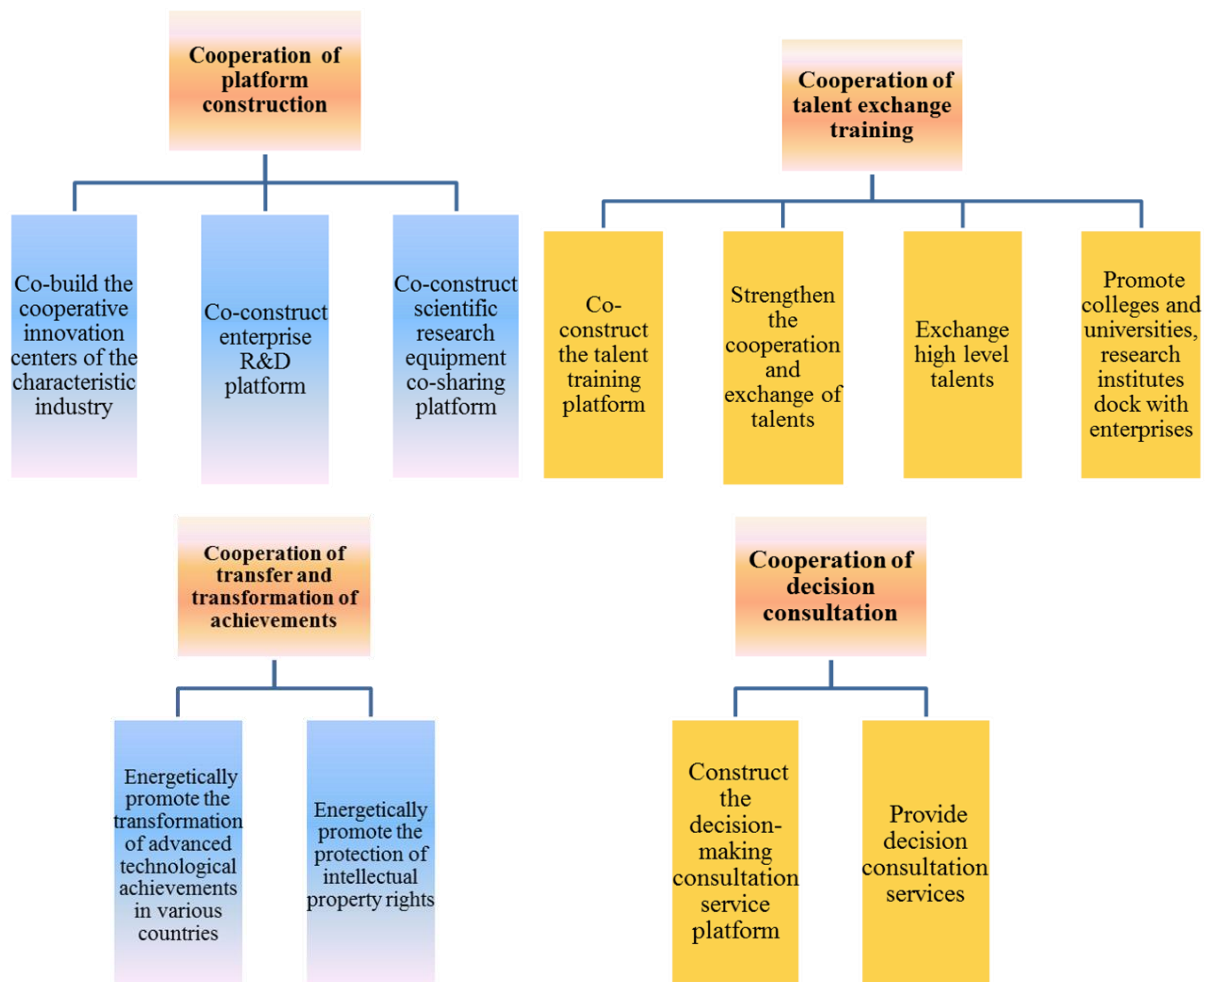 Cooperation of
platform
construction
Co-build the
cooperative
innovation
centers of the
characteristic
industry
Co-construct
enterprise
R&D
platform
Co-construct
scientific
research
equipment
co-sharing
platform
Cooperation of
talent exchange
training
Co-
construct
the talent
training
platform
Strengthen
the
cooperation
and
exchange of
talents
Exchange
high level
talents
Promote
colleges and
universities,
research
institutes
dock with
enterprises
Cooperation of
transfer and
transformation of
achievements
Energetically
promote the
transformation
of advanced
technological
achievements
in various
countries
Energetically
promote the
protection of
intellectual
property rights
Cooperation of
decision
consultation
Construct
the
decision-
making
consultation
service
platform
Provide
decision
consultation
services